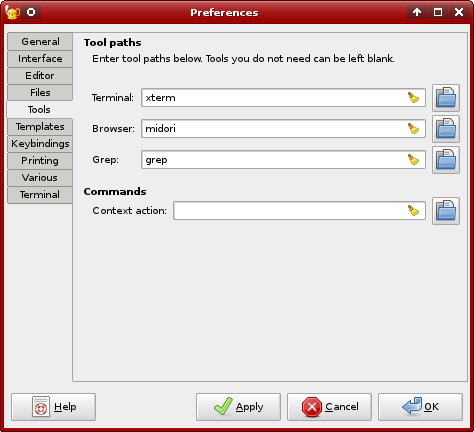 Preferences
General
Interface
Editor
Files
Tools
Templates
Keybindings
Printing
Various
Terminal
Tool paths
Enter tool paths below. Tools you do not need can be left blank.
Terminal: xterm
Browser: midori
Grep: grep
Commands
Context action:
Help
Apply
Cancel
OK